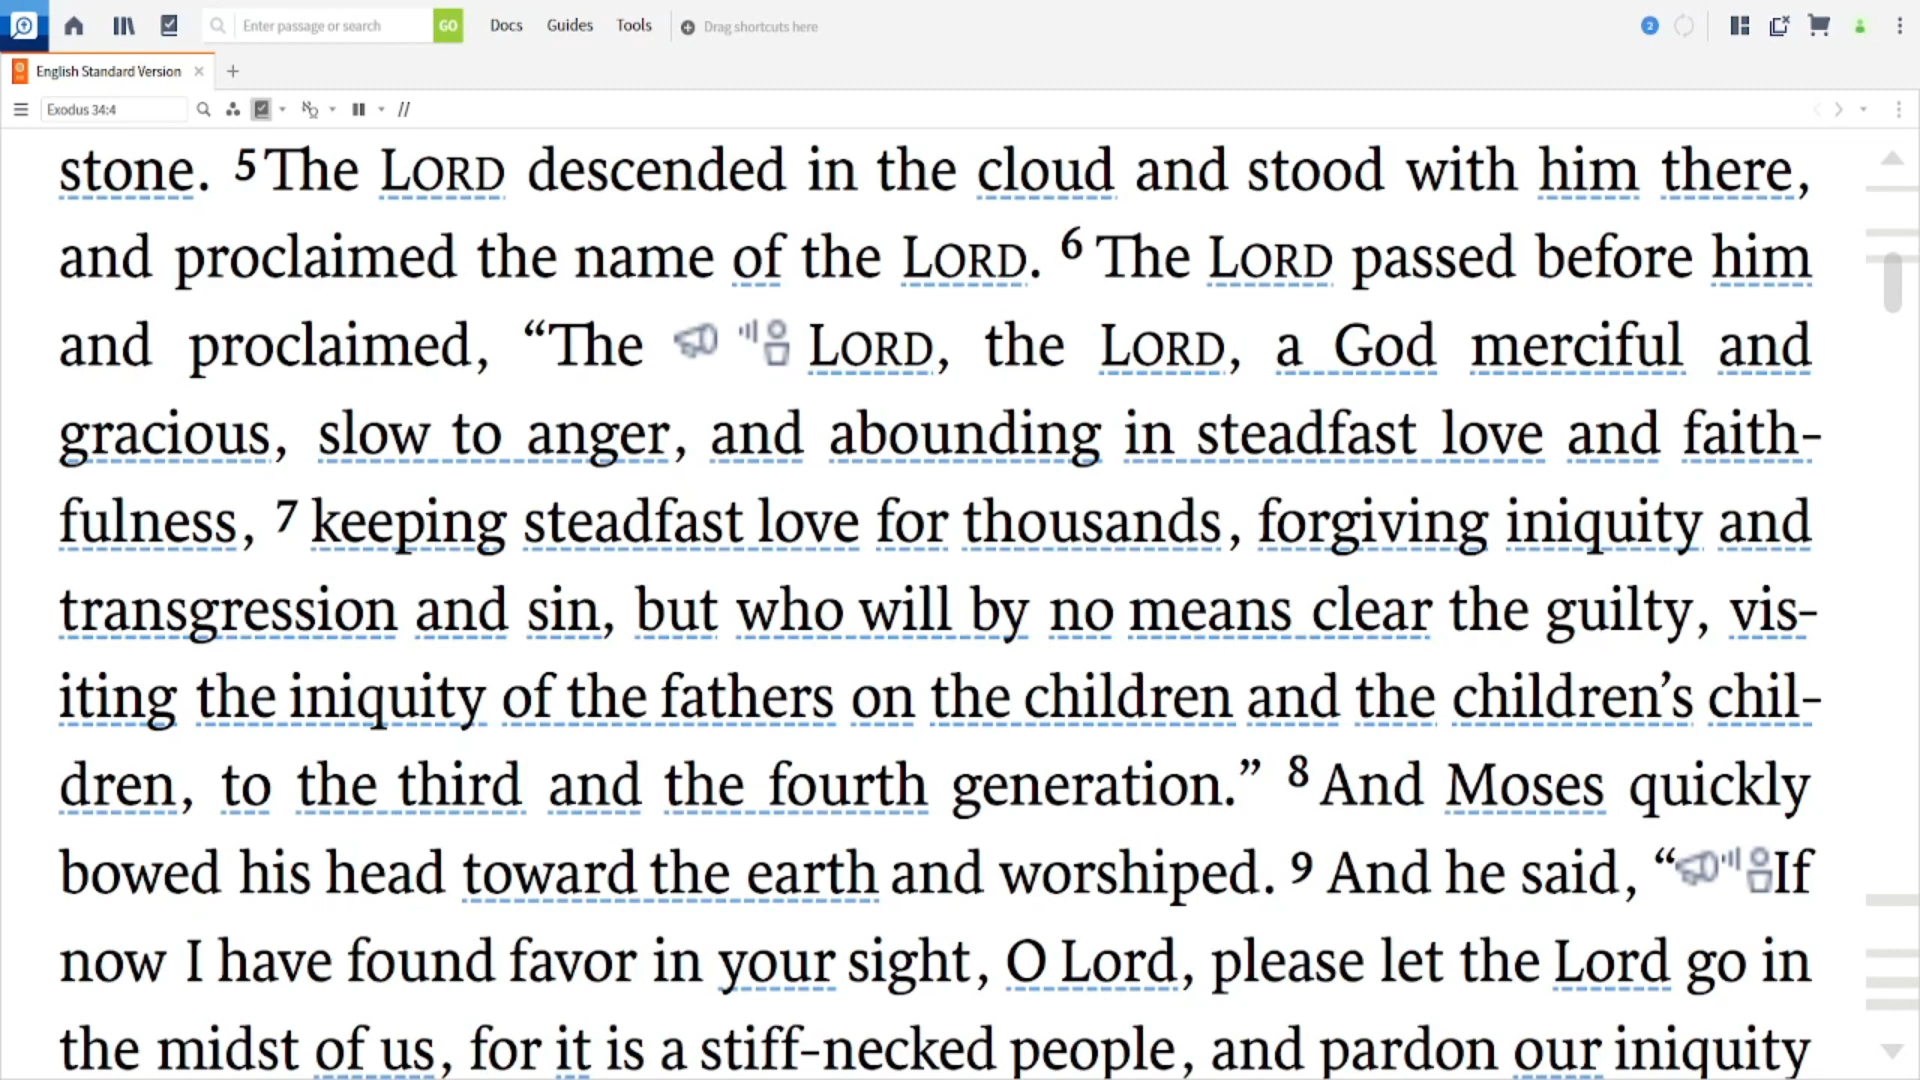 Enter passage or search
GO
Docs
Guides
Tools
Drag shortcuts here
2
English Standard Version
Exodus 34:4
stone. 5 The LORD descended in the cloud and stood with him there,
and proclaimed the name of the LORD. 6 The LORD passed before him
and proclaimed, “The LORD, the LORD, a God merciful and
gracious, slow to anger, and abounding in steadfast love and faith-
fulness, 7 keeping steadfast love for thousands, forgiving iniquity and
transgression and sin, but who will by no means clear the guilty, vis-
iting the iniquity of the fathers on the children and the children’s chil-
dren, to the third and the fourth generation.” 8 And Moses quickly
bowed his head toward the earth and worshiped. 9 And he said, “If
now I have found favor in your sight, O Lord, please let the Lord go in
the midst of us, for it is a stiff-necked people, and pardon our iniquity